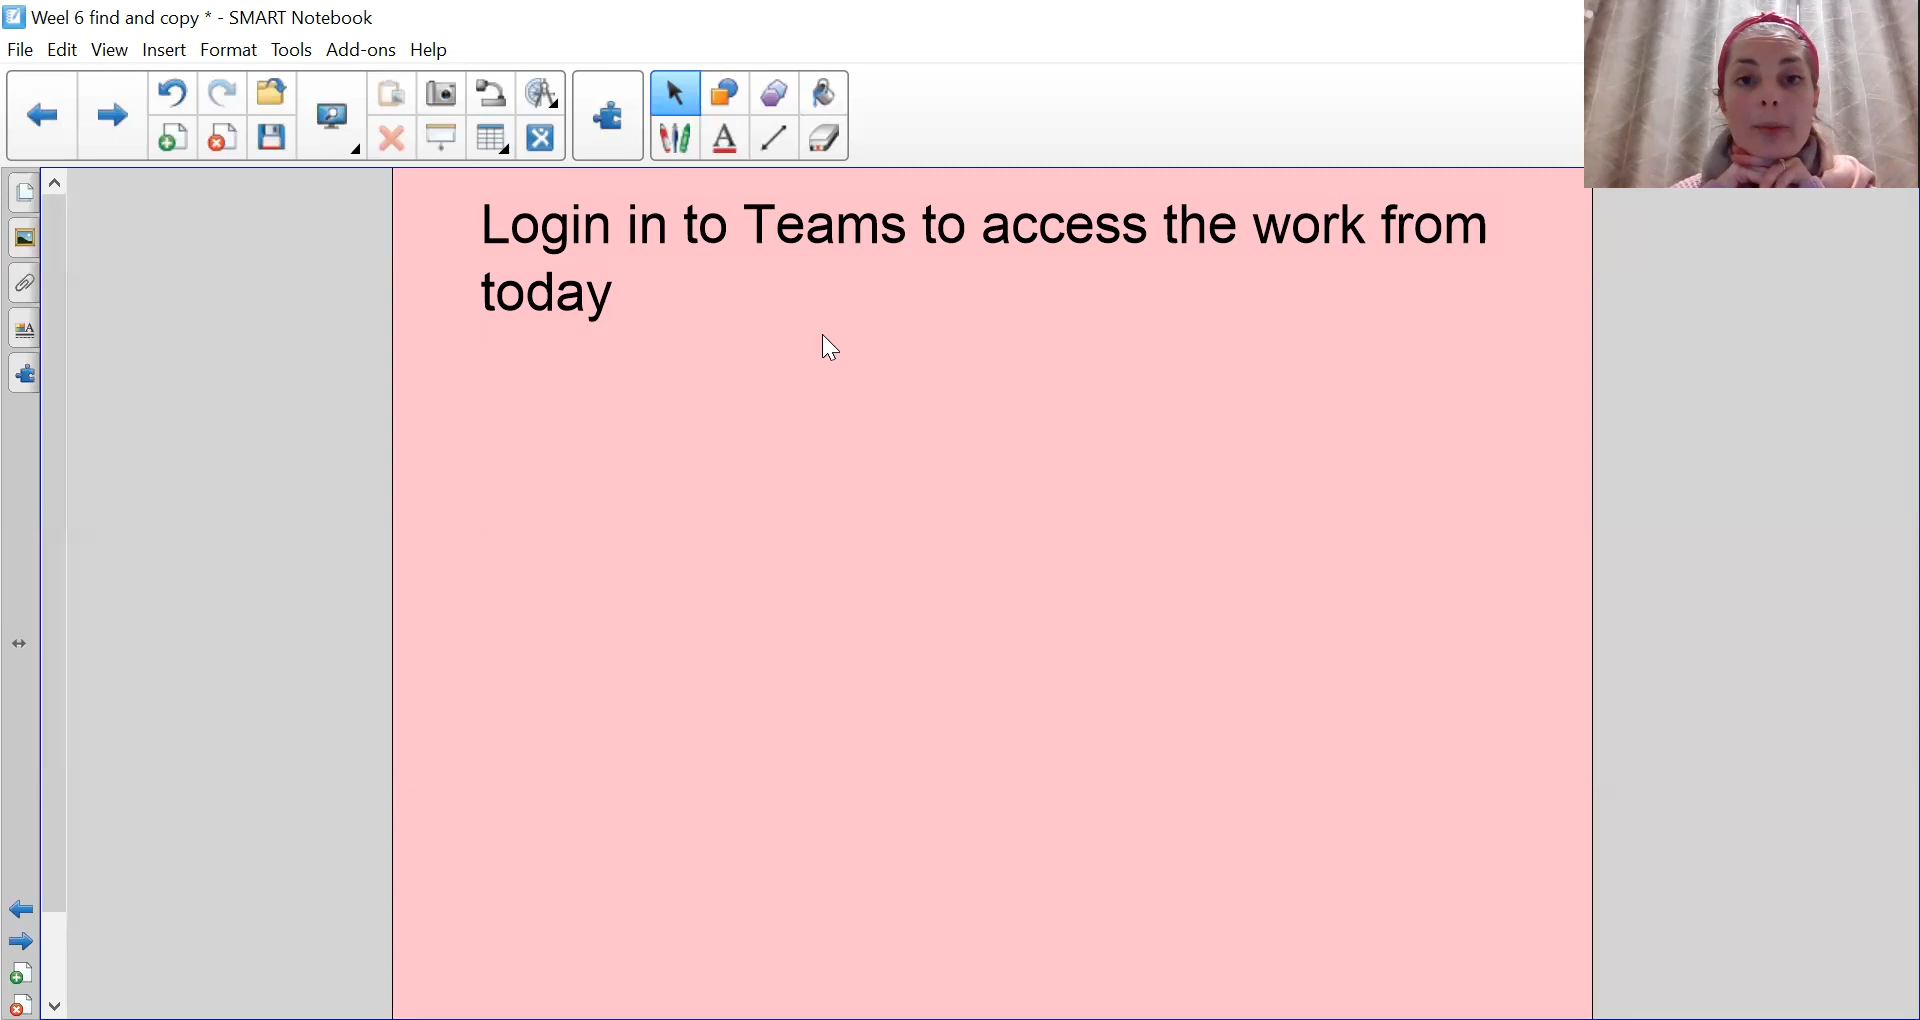 Weel 6 find and copy * - SMART Notebook
File Edit View Insert Format Tools Add-ons Help
Login in to Teams to access the work from
today